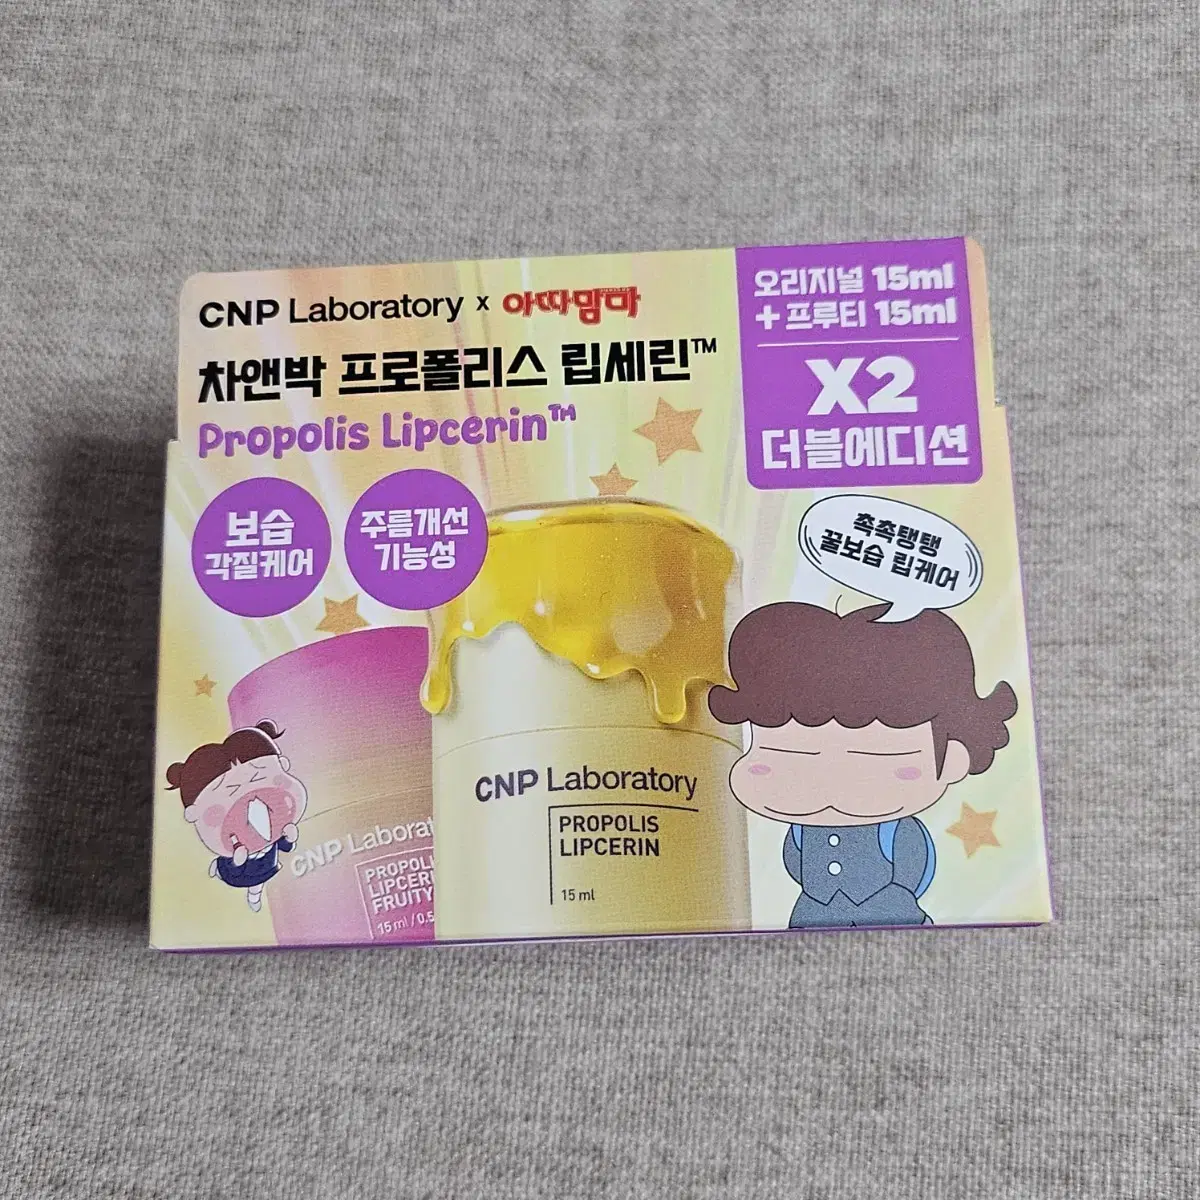 CNP Laboratory x 아따맘마
차앤박 프로폴리스 립세린™
Propolis Lipcerin™
오리지널 15ml
+ 프루티 15ml
X2
더블에디션
보습
각질케어
주름개선
기능성
촉촉탱탱
꿀보습 립케어
CNP Laboratory
PROPOLIS
LIPCERIN
15 ml
CNP Laborat
PROPOLI
LIPCERI
FRUITY
15 ml / 0.5